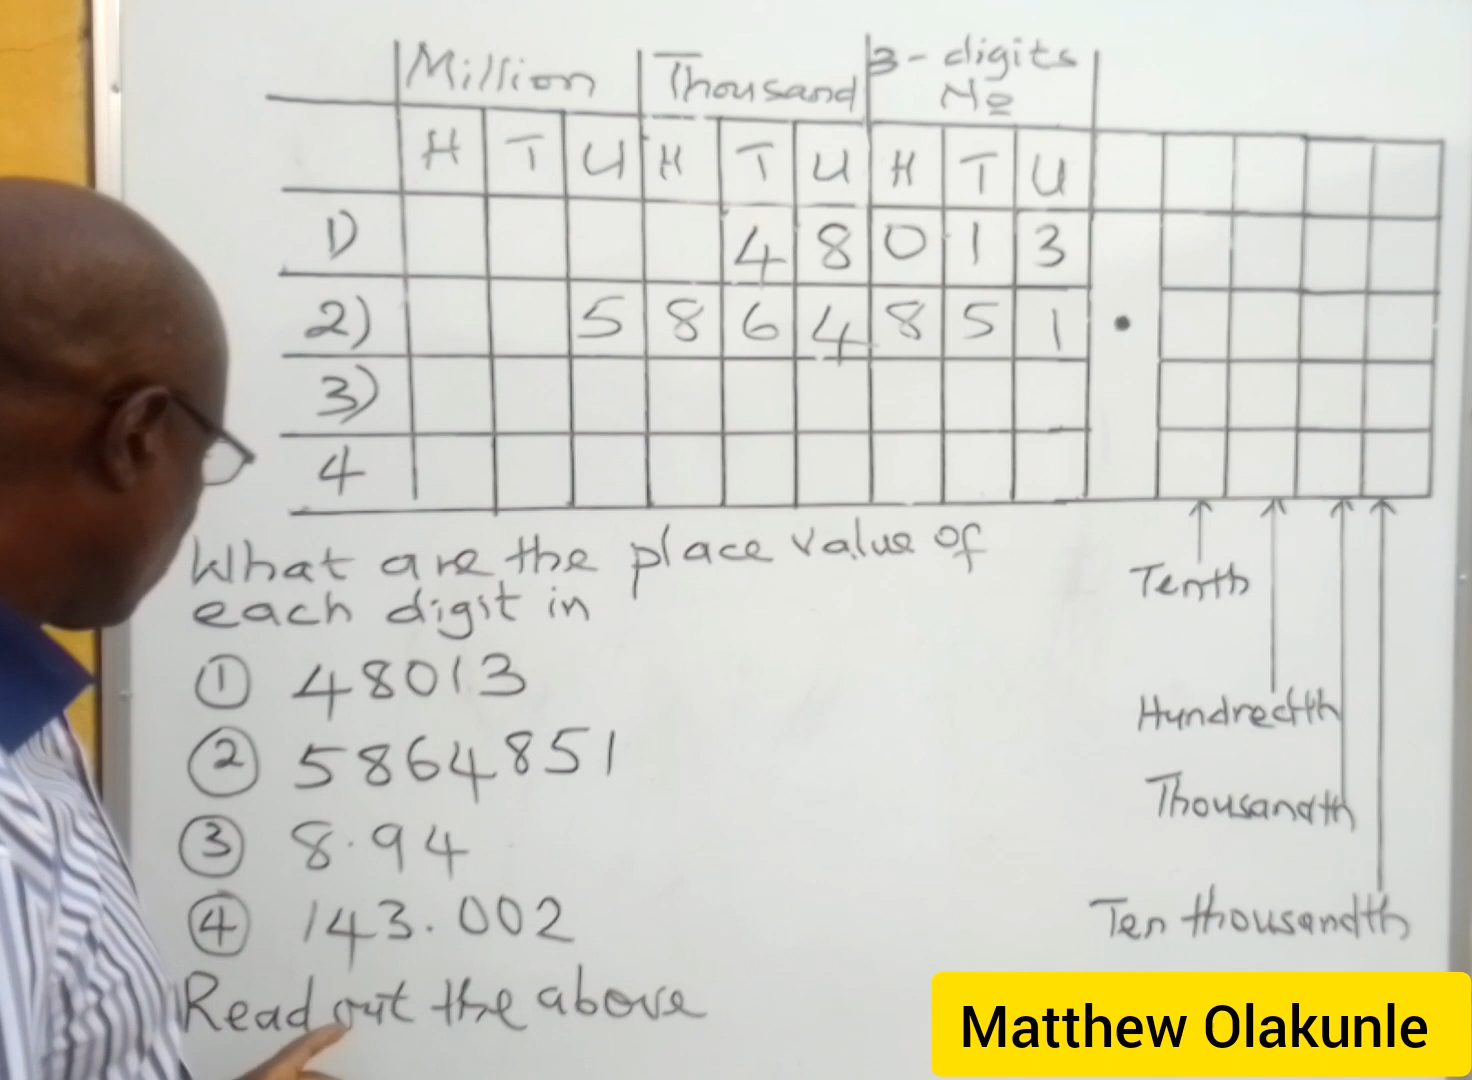 Million Thousand 3-digits
No
H T U H T U H T U
1) 4 8 0 1 3
2) 5 8 6 4 8 5 1 .
3)
4
What are the place value of
each digit in
① 48013
② 5864851
③ 8.94
④ 143.002
Read out the above
Tenth
Hundredth
Thousandth
Ten thousandth
Matthew Olakunle